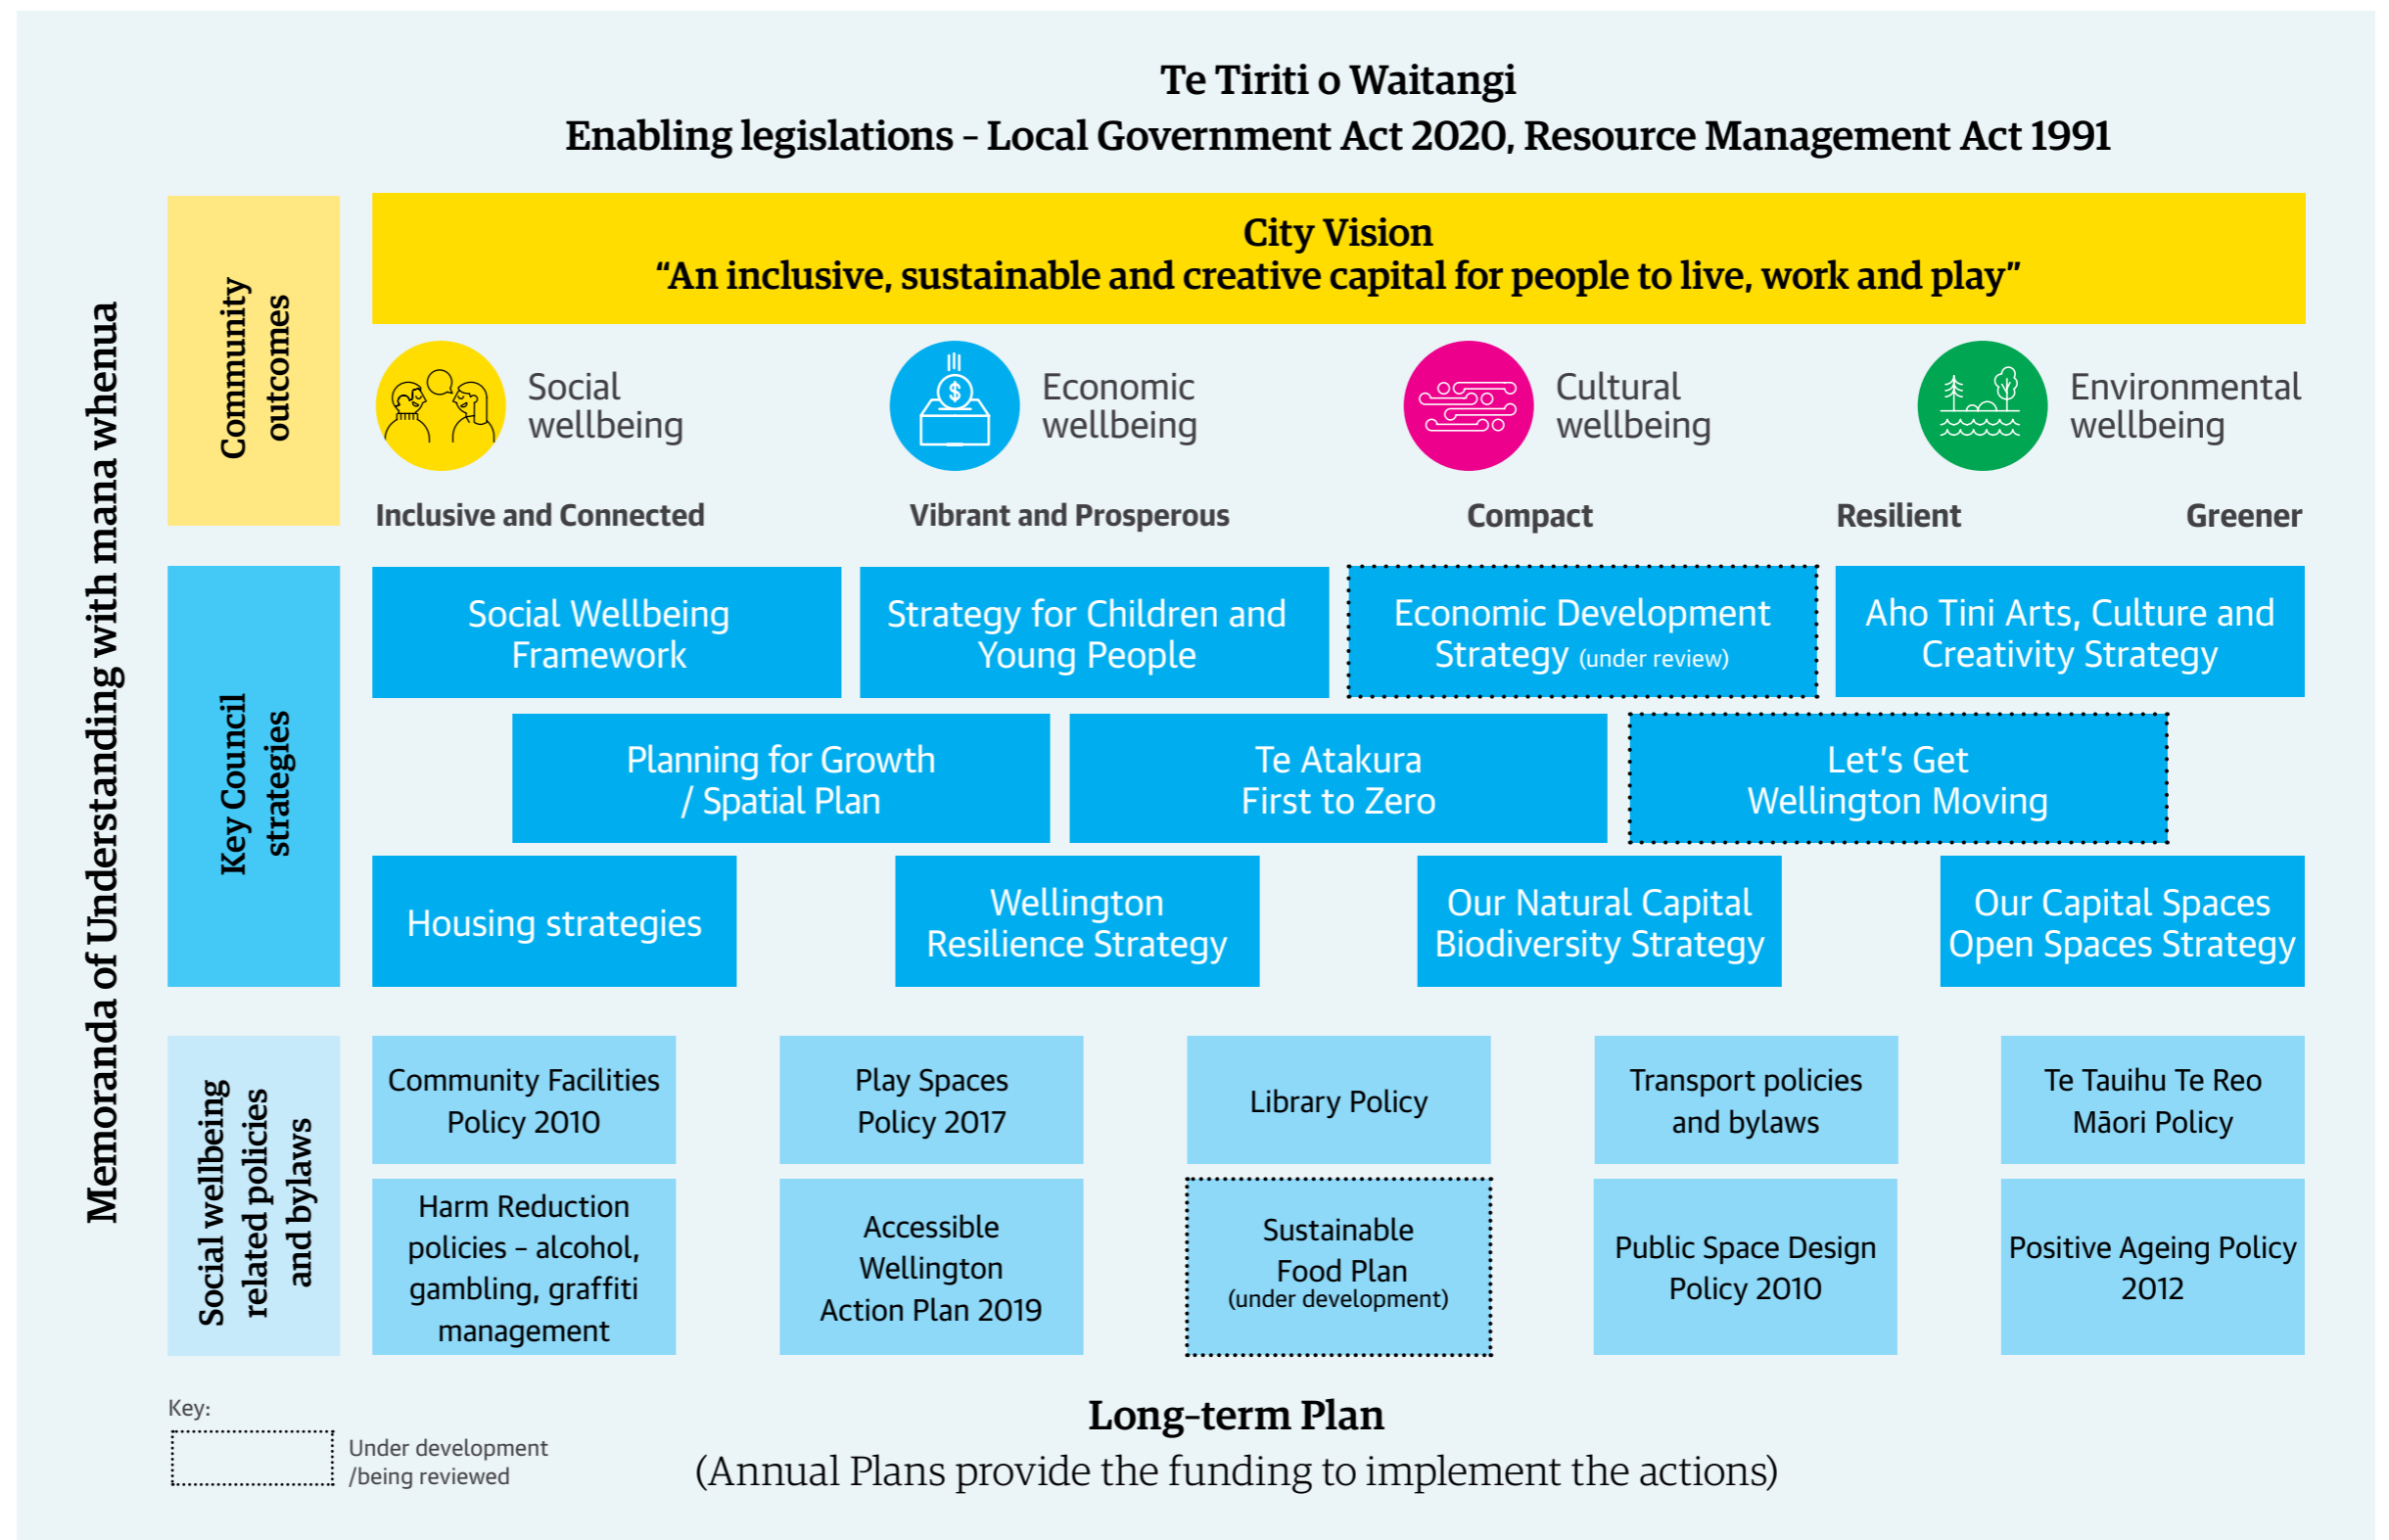 Te Tiriti o Waitangi
Enabling legislations - Local Government Act 2020, Resource Management Act 1991
Memoranda of Understanding with mana whenua
Community
outcomes
City Vision
“An inclusive, sustainable and creative capital for people to live, work and play”
Social
wellbeing
Economic
wellbeing
Cultural
wellbeing
Environmental
wellbeing
Inclusive and Connected
Vibrant and Prosperous
Compact
Resilient
Greener
Key Council
strategies
Social Wellbeing
Framework
Strategy for Children and
Young People
Economic Development
Strategy (under review)
Aho Tini Arts, Culture and
Creativity Strategy
Planning for Growth
/ Spatial Plan
Te Atakura
First to Zero
Let's Get
Wellington Moving
Housing strategies
Wellington
Resilience Strategy
Our Natural Capital
Biodiversity Strategy
Our Capital Spaces
Open Spaces Strategy
Social wellbeing
related policies
and bylaws
Community Facilities
Policy 2010
Play Spaces
Policy 2017
Library Policy
Transport policies
and bylaws
Te Tauihu Te Reo
Māori Policy
Harm Reduction
policies – alcohol,
gambling, graffiti
management
Accessible
Wellington
Action Plan 2019
Sustainable
Food Plan
(under development)
Public Space Design
Policy 2010
Positive Ageing Policy
2012
Key:
Under development
/being reviewed
Long-term Plan
(Annual Plans provide the funding to implement the actions)